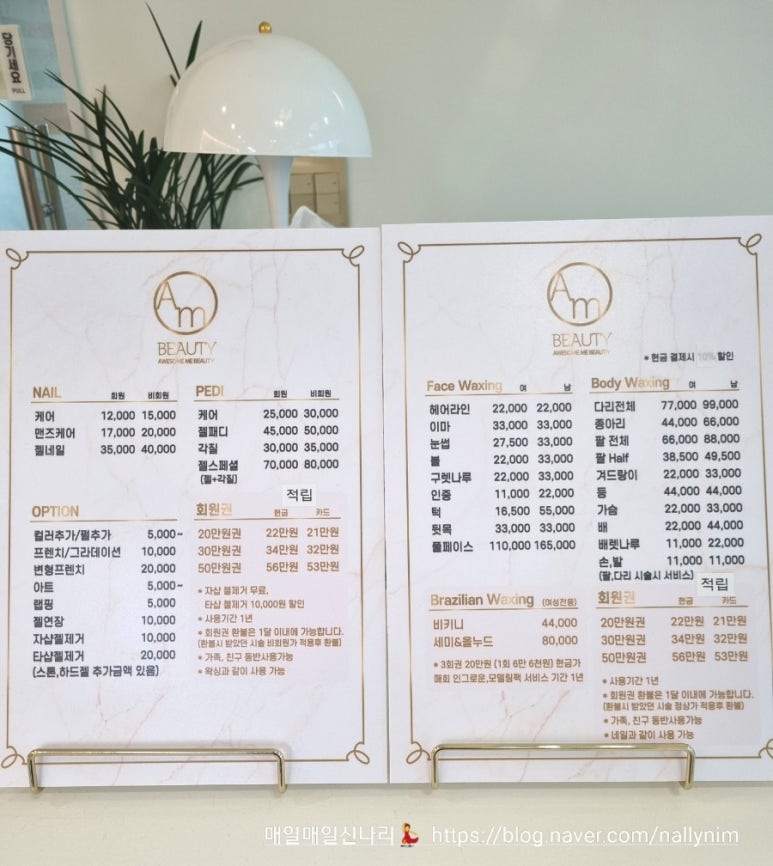 당기세요
PULL
Am
BEAUTY
AWESOME ME BEAUTY
NAIL 회원 비회원
케어 12,000 15,000
맨즈케어 17,000 20,000
젤네일 35,000 40,000
PEDI 회원 비회원
케어 25,000 30,000
젤패디 45,000 50,000
각질 30,000 35,000
젤스페셜 70,000 80,000
(젤+각질)
OPTION
컬러추가/펄추가 5,000~
프렌치/그라데이션 10,000
변형프렌치 20,000
아트 5,000~
랩핑 5,000
젤연장 10,000
자샵젤제거 10,000
타샵젤제거 20,000
(스톤,하드젤 추가금액 있음)
적립
회원권 현금 카드
20만원권 22만원 21만원
30만원권 34만원 32만원
50만원권 56만원 53만원
* 자샵 젤제거 무료,
타샵 젤제거 10,000원 할인
* 사용기간 1년
* 회원권 환불은 1달 이내에 가능합니다.
(환불시 받았던 시술 비회원가 적용후 환불)
* 가족, 친구 동반사용가능
* 왁싱과 같이 사용 가능
Am
BEAUTY
AWESOME ME BEAUTY
* 현금 결제시 10% 할인
Face Waxing 여 남
헤어라인 22,000 22,000
이마 33,000 33,000
눈썹 27,500 33,000
볼 22,000 33,000
구렛나루 22,000 33,000
인중 11,000 22,000
턱 16,500 55,000
뒷목 33,000 33,000
풀페이스 110,000 165,000
Body Waxing 여 남
다리전체 77,000 99,000
종아리 44,000 66,000
팔 전체 66,000 88,000
팔 Half 38,500 49,500
겨드랑이 22,000 33,000
등 44,000 44,000
가슴 22,000 33,000
배 22,000 44,000
배렛나루 11,000 22,000
손,발 11,000 11,000
(팔,다리 시술시 서비스)
Brazilian Waxing (여성전용)
비키니 44,000
세미&올누드 80,000
* 3회권 20만원 (1회 6만 6천원) 현금가
매회 인그로운,모델링팩 서비스 기간 1년
적립
회원권 현금 카드
20만원권 22만원 21만원
30만원권 34만원 32만원
50만원권 56만원 53만원
* 사용기간 1년
* 회원권 환불은 1달 이내에 가능합니다.
(환불시 받았던 시술 정상가 적용후 환불)
* 가족, 친구 동반사용가능
* 네일과 같이 사용 가능
매일매일신나리💃 https://blog.naver.com/nallynim